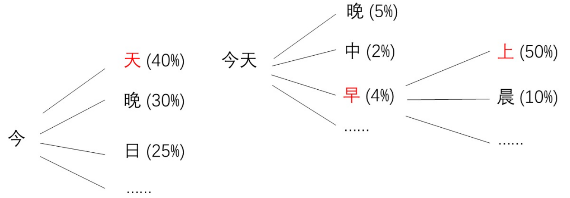 今
天 (40%)
晚 (30%)
日 (25%)
......
今天
晚 (5%)
中 (2%)
早 (4%)
......
上 (50%)
晨 (10%)
......